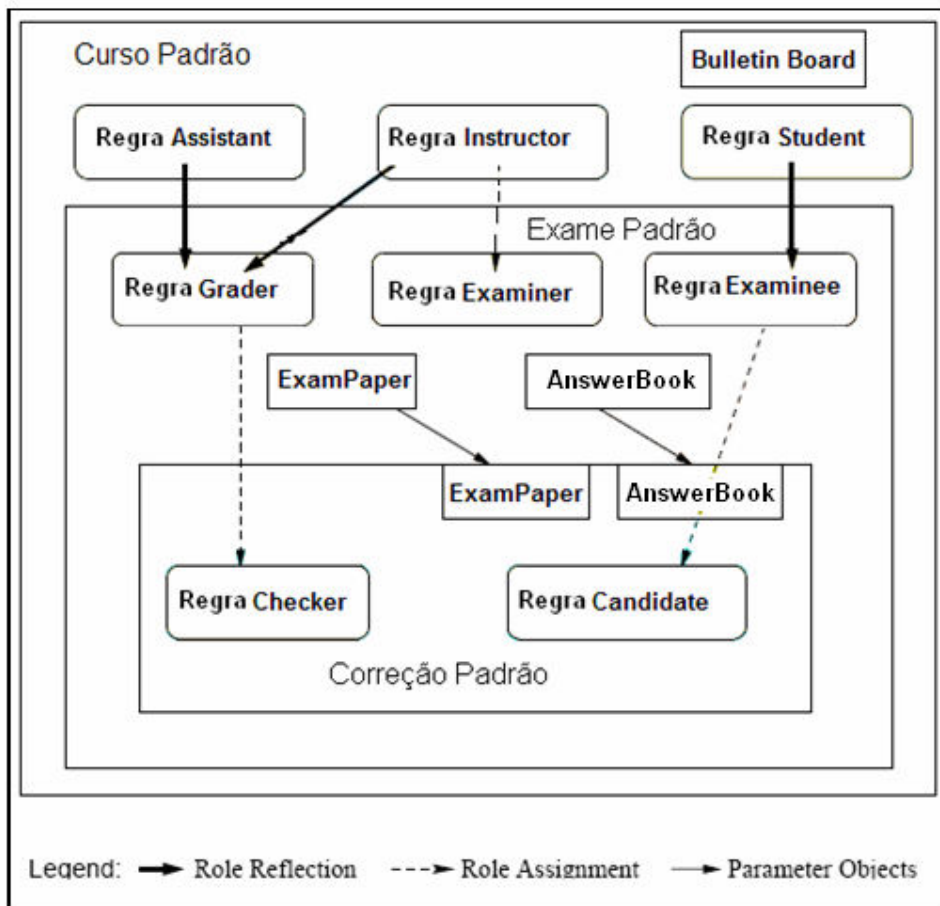 Curso Padrão
Bulletin Board
Regra Assistant
Regra Instructor
Regra Student
Exame Padrão
Regra Grader
Regra Examiner
Regra Examinee
ExamPaper
AnswerBook
ExamPaper
AnswerBook
Regra Checker
Regra Candidate
Correção Padrão
Legend: Role Reflection Role Assignment Parameter Objects